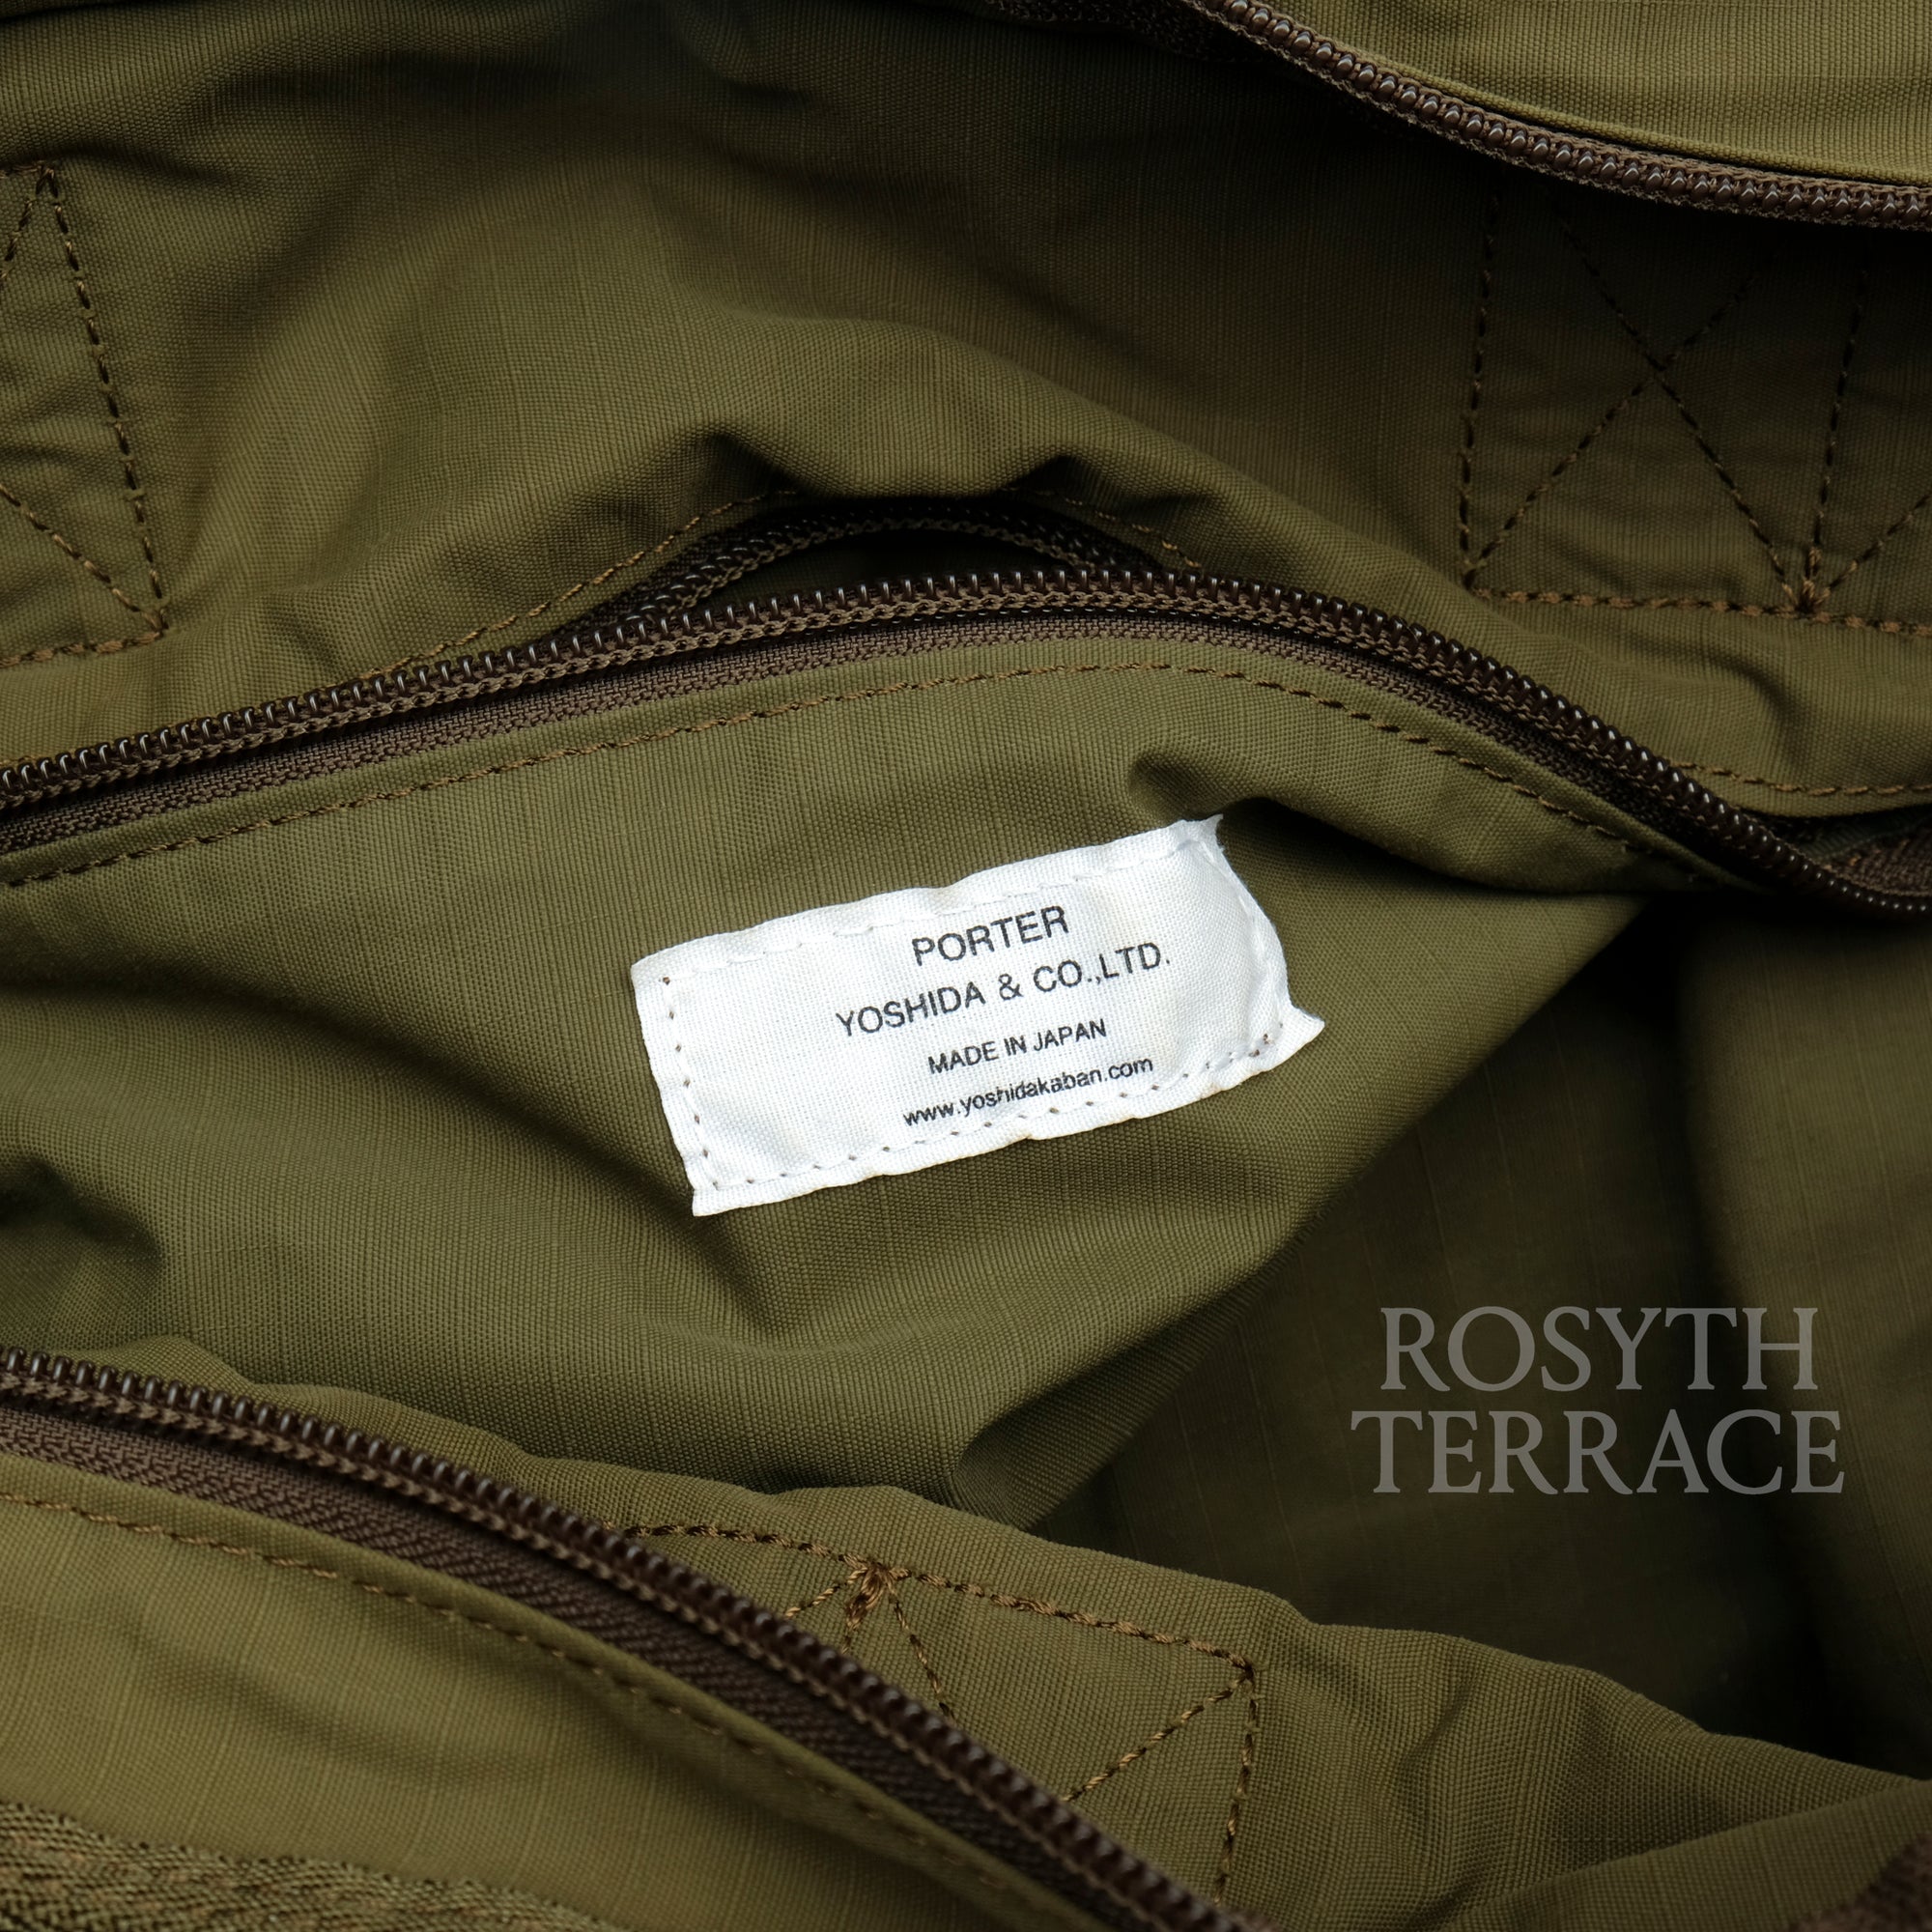 PORTER
YOSHIDA & CO.,LTD.
MADE IN JAPAN
www.yoshidakaban.com
ROSYTH
TERRACE